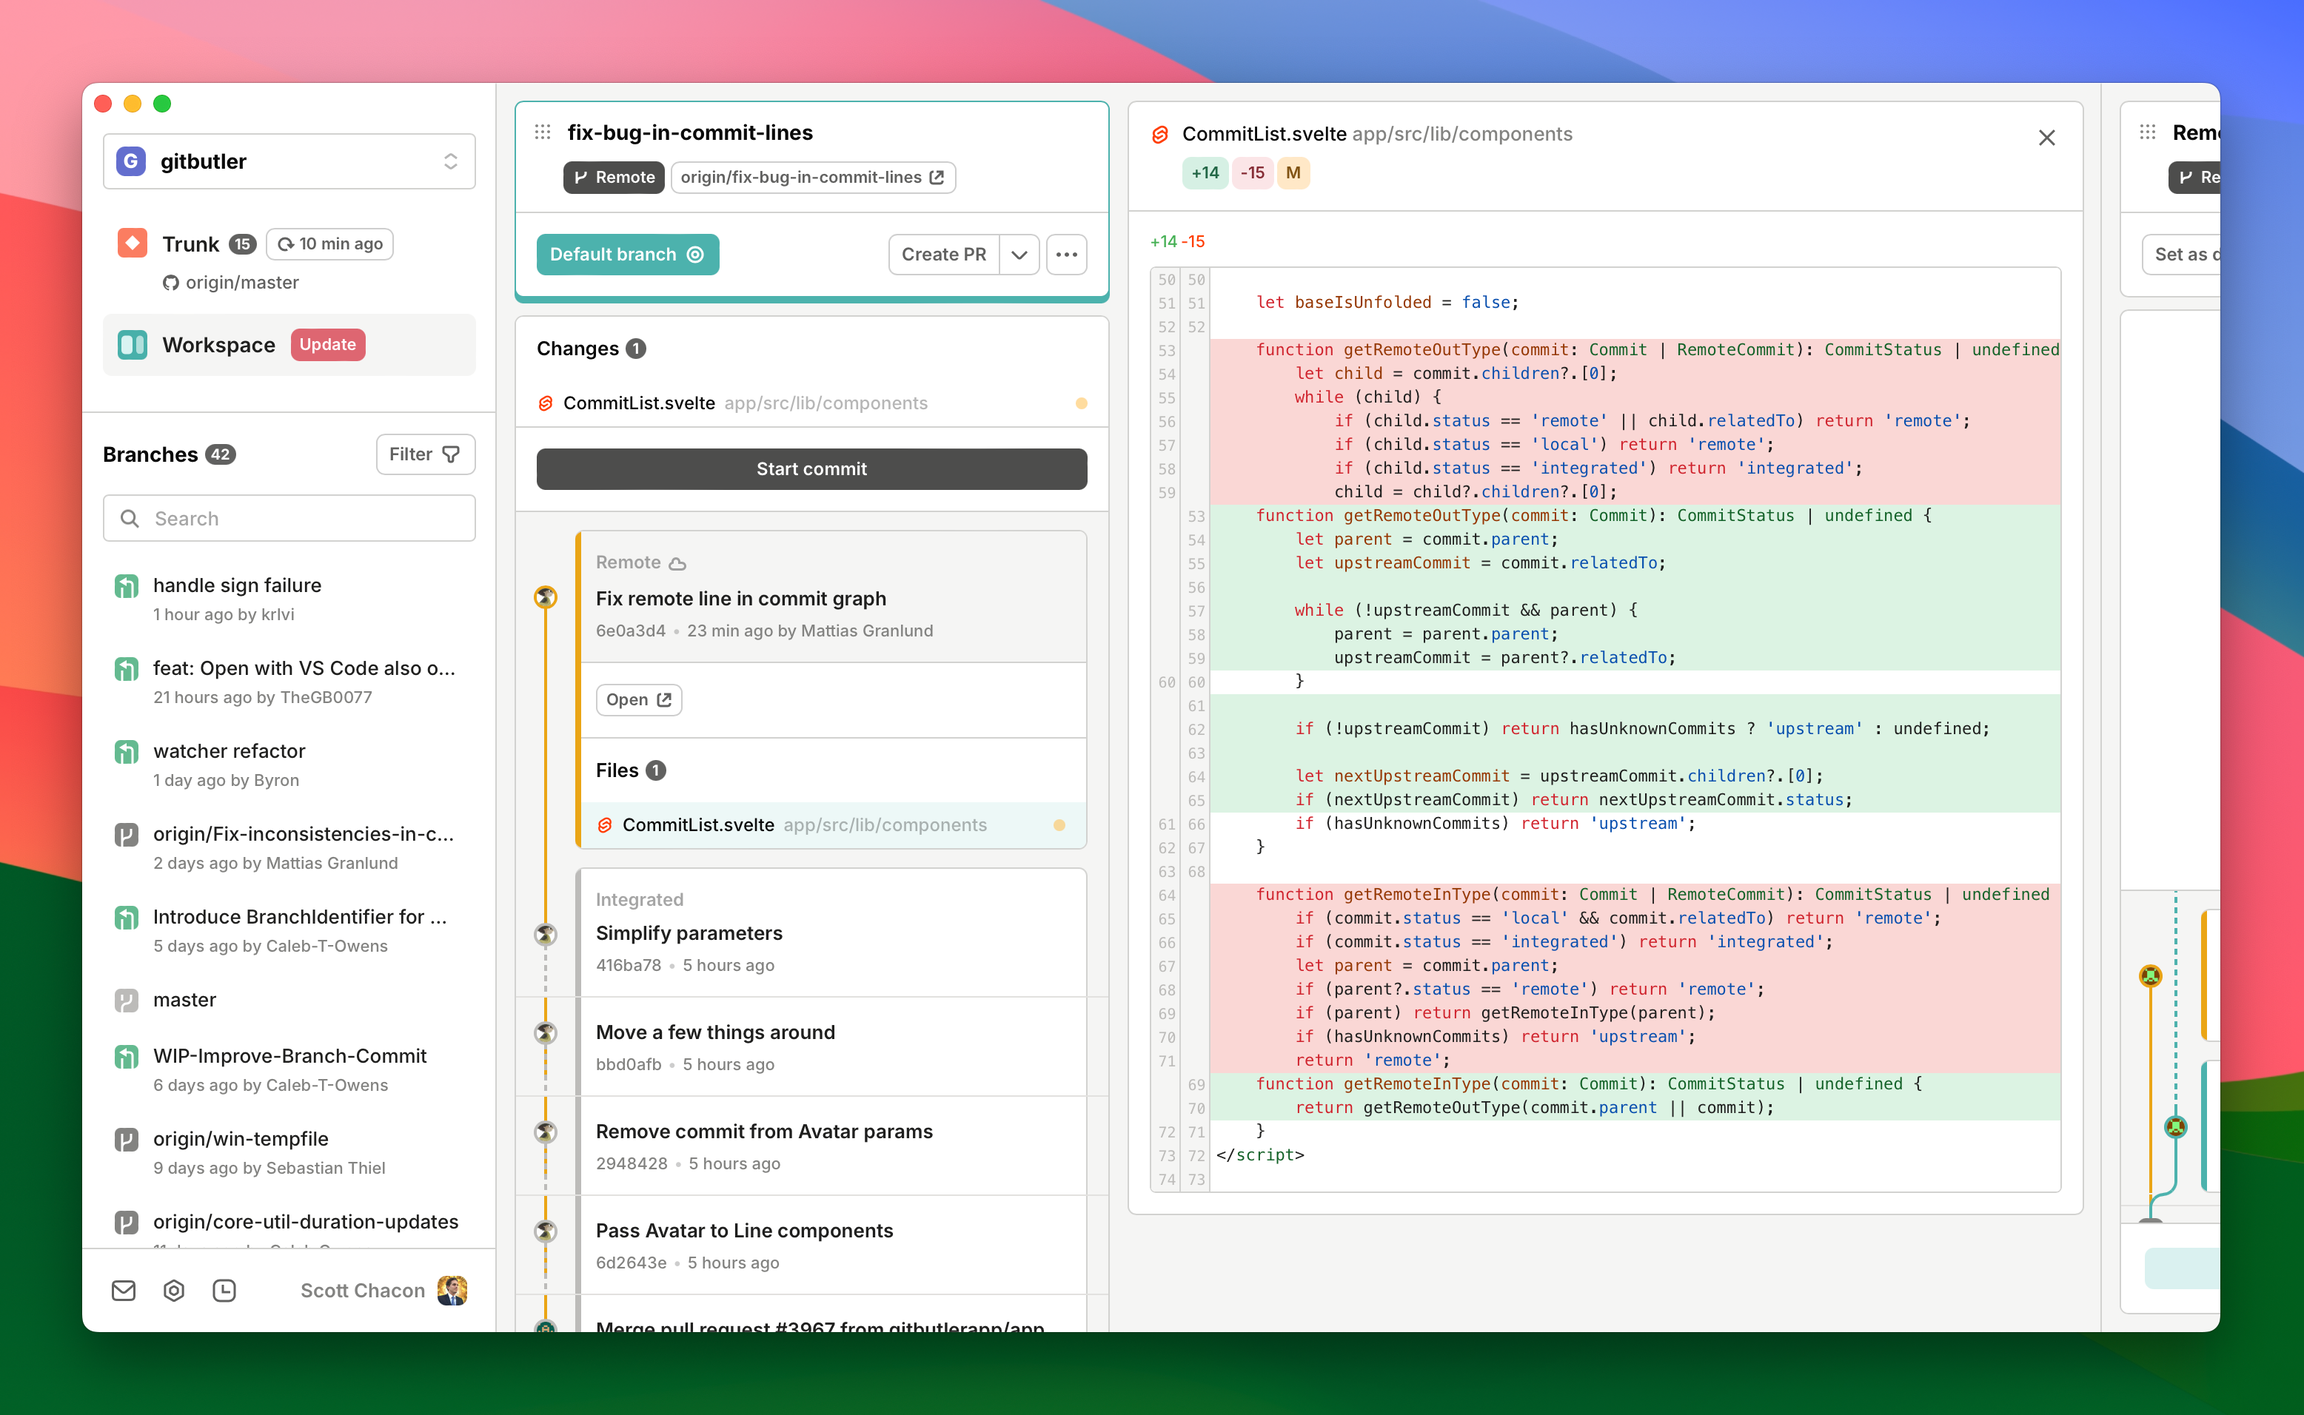 G gitbutler
Trunk 15 10 min ago
origin/master
Workspace Update
Branches 42 Filter
Search
handle sign failure
1 hour ago by krlvi
feat: Open with VS Code also o...
21 hours ago by TheGB0077
watcher refactor
1 day ago by Byron
origin/Fix-inconsistencies-in-c...
2 days ago by Mattias Granlund
Introduce BranchIdentifier for ...
5 days ago by Caleb-T-Owens
master
WIP-Improve-Branch-Commit
6 days ago by Caleb-T-Owens
origin/win-tempfile
9 days ago by Sebastian Thiel
origin/core-util-duration-updates
Scott Chacon
fix-bug-in-commit-lines
Remote origin/fix-bug-in-commit-lines
Default branch Create PR
Changes 1
CommitList.svelte app/src/lib/components
Start commit
Remote
Fix remote line in commit graph
6e0a3d4 • 23 min ago by Mattias Granlund
Open
Files 1
CommitList.svelte app/src/lib/components
Integrated
Simplify parameters
416ba78 • 5 hours ago
Move a few things around
bbd0afb • 5 hours ago
Remove commit from Avatar params
2948428 • 5 hours ago
Pass Avatar to Line components
6d2643e • 5 hours ago
Merge pull request #3967 from gitbutlerapp/app
CommitList.svelte app/src/lib/components
+14 -15 M
+14 -15
50 50
51 51 let baseIsUnfolded = false;
52 52
53 function getRemoteOutType(commit: Commit | RemoteCommit): CommitStatus | undefined
54 let child = commit.children?.[0];
55 while (child) {
56 if (child.status == 'remote' || child.relatedTo) return 'remote';
57 if (child.status == 'local') return 'remote';
58 if (child.status == 'integrated') return 'integrated';
59 child = child?.children?.[0];
53 function getRemoteOutType(commit: Commit): CommitStatus | undefined {
54 let parent = commit.parent;
55 let upstreamCommit = commit.relatedTo;
56
57 while (!upstreamCommit && parent) {
58 parent = parent.parent;
59 upstreamCommit = parent?.relatedTo;
60 60 }
61
62 if (!upstreamCommit) return hasUnknownCommits ? 'upstream' : undefined;
63
64 let nextUpstreamCommit = upstreamCommit.children?.[0];
65 if (nextUpstreamCommit) return nextUpstreamCommit.status;
61 66 if (hasUnknownCommits) return 'upstream';
62 67 }
63 68
64 function getRemoteInType(commit: Commit | RemoteCommit): CommitStatus | undefined
65 if (commit.status == 'local' && commit.relatedTo) return 'remote';
66 if (commit.status == 'integrated') return 'integrated';
67 let parent = commit.parent;
68 if (parent?.status == 'remote') return 'remote';
69 if (parent) return getRemoteInType(parent);
70 if (hasUnknownCommits) return 'upstream';
71 return 'remote';
69 function getRemoteInType(commit: Commit): CommitStatus | undefined {
70 return getRemoteOutType(commit.parent || commit);
72 71 }
73 72 </script>
74 73
Rem
Re
Set as d